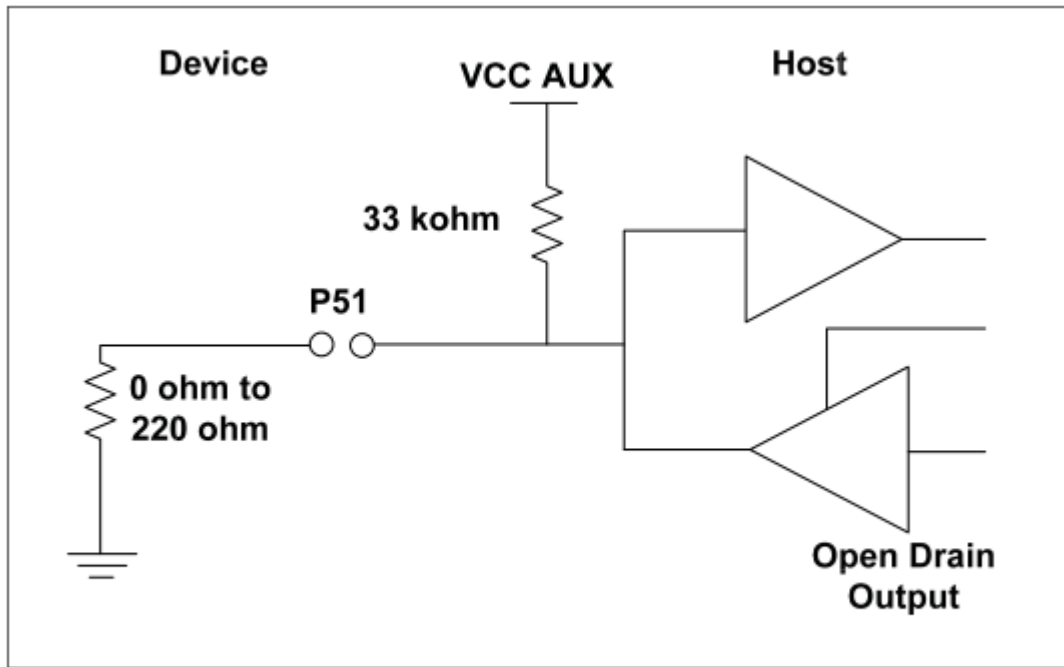 Device
VCC AUX
Host
33 kohm
P51
0 ohm to
220 ohm
Open Drain
Output